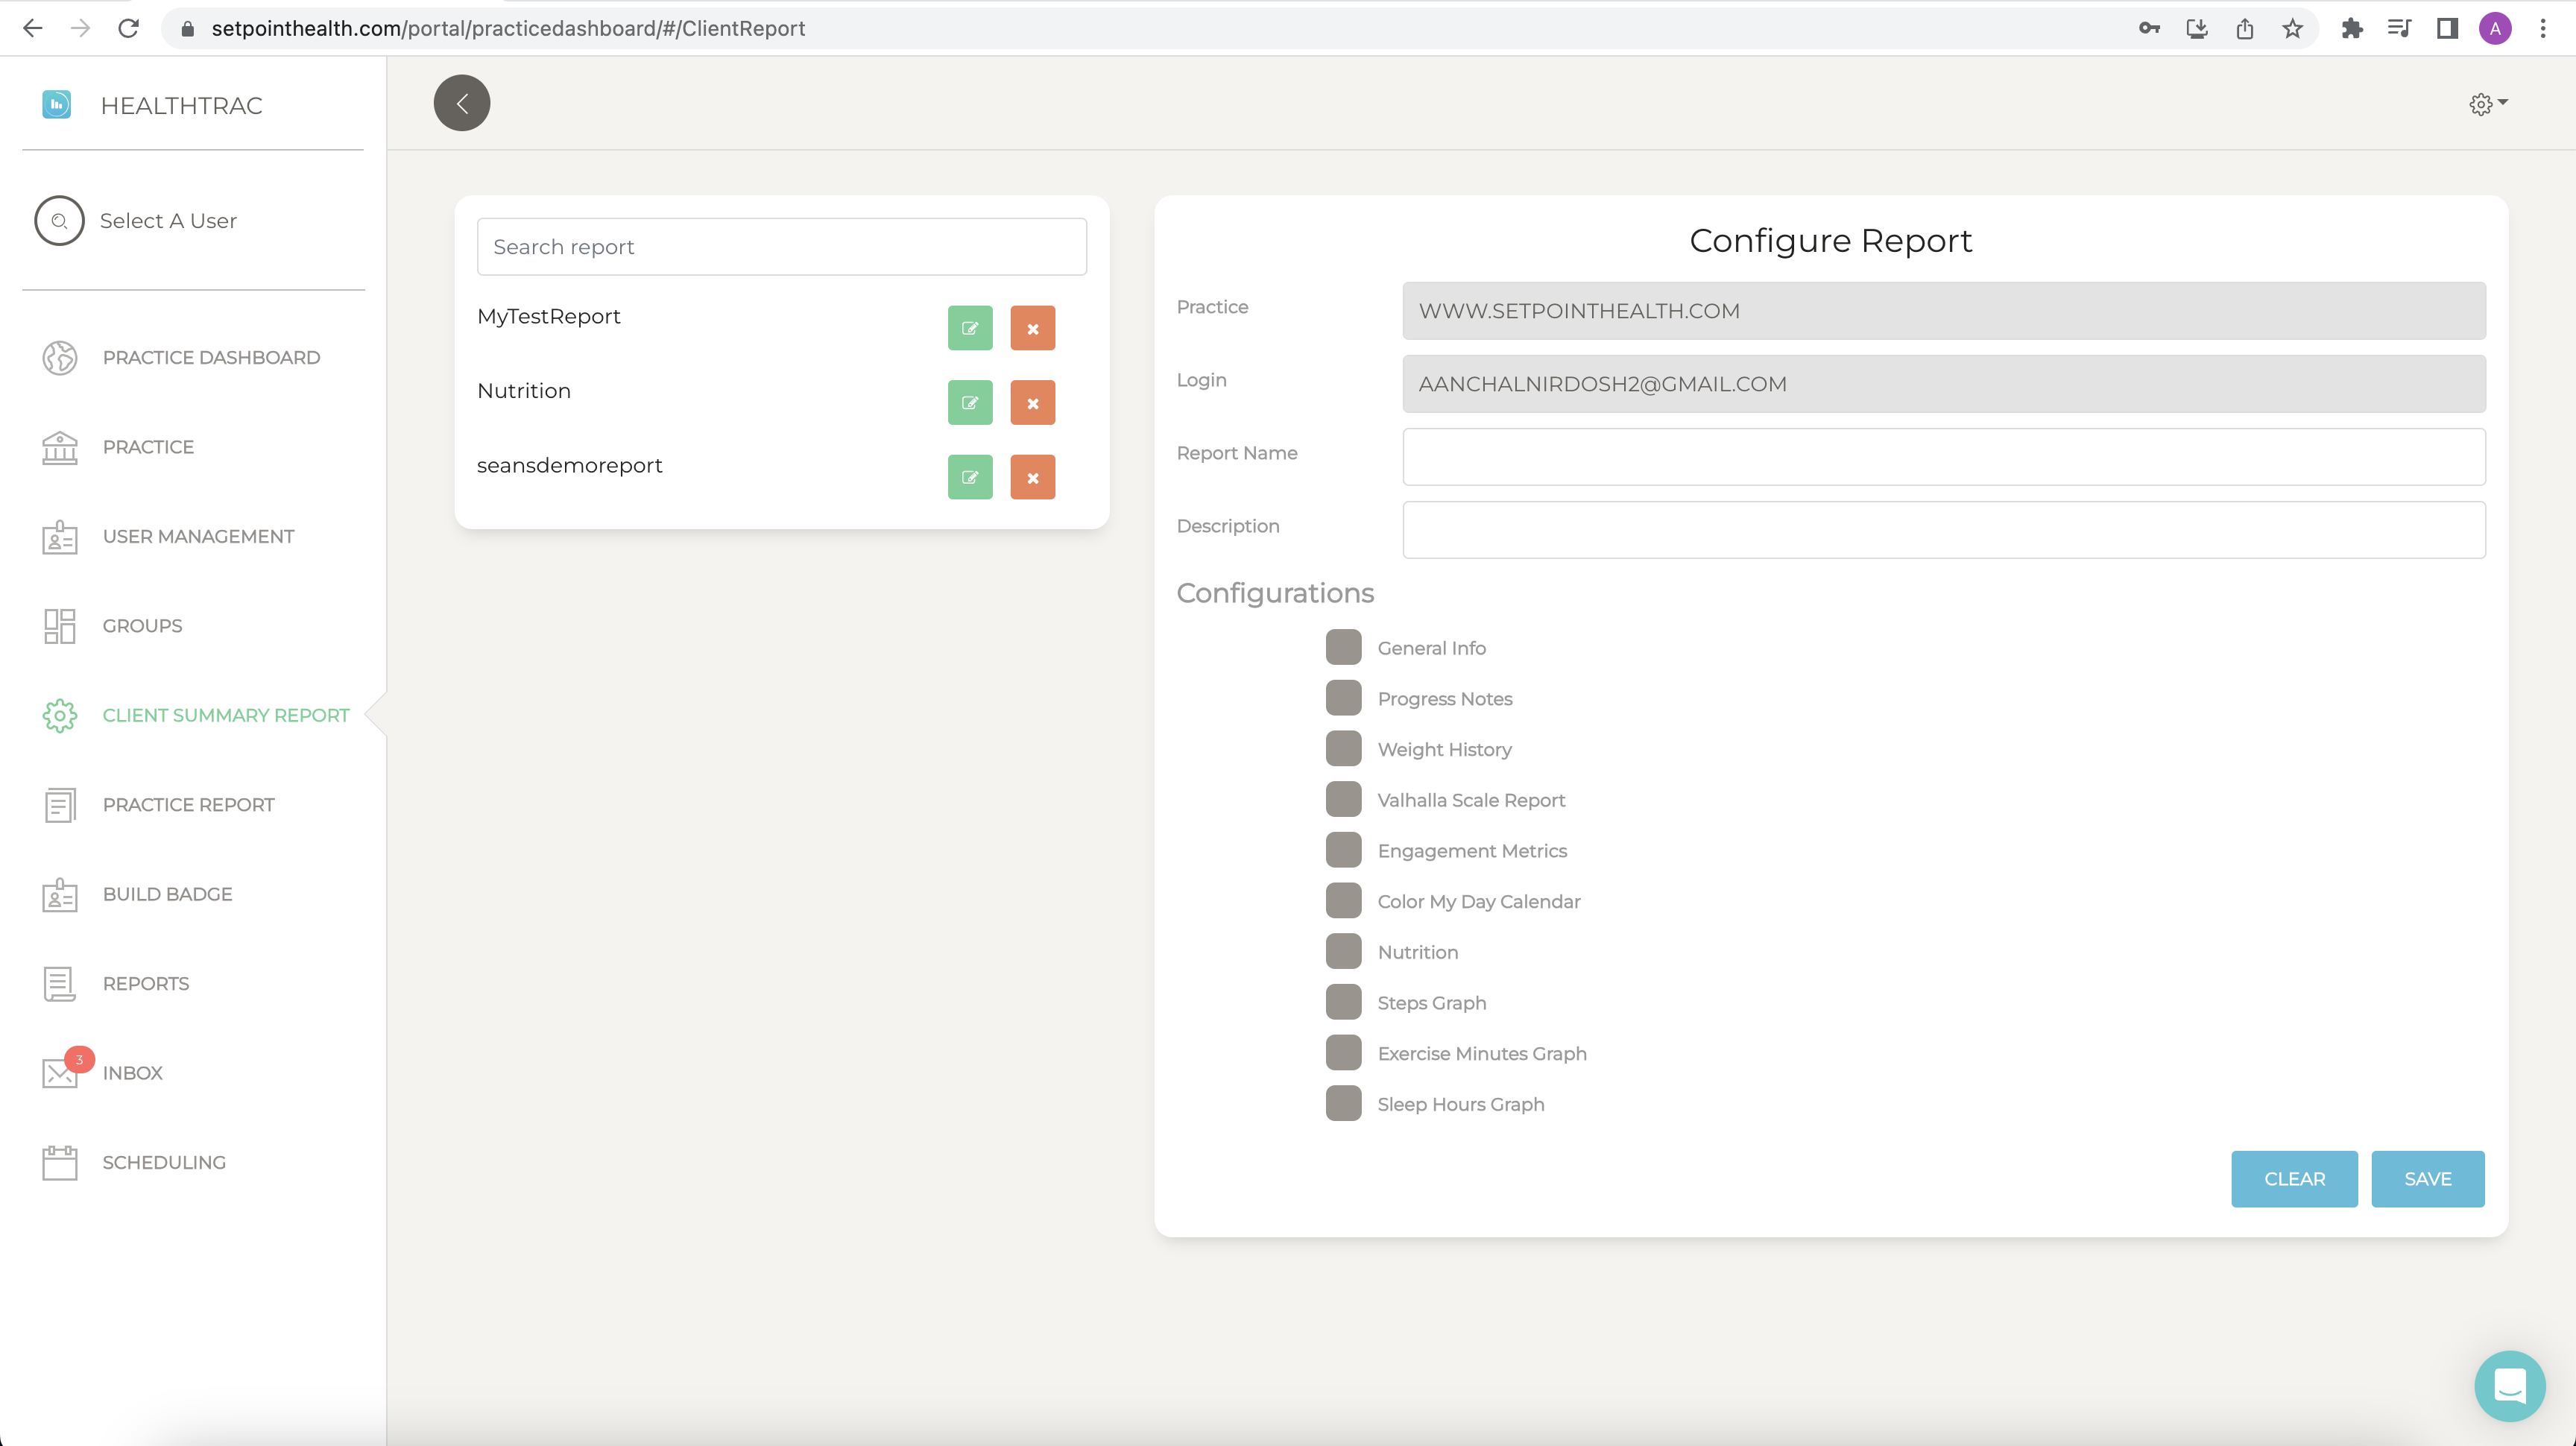 setpointhealth.com/portal/practicedashboard/#/ClientReport
A
HEALTHTRAC
Select A User
PRACTICE DASHBOARD
PRACTICE
USER MANAGEMENT
GROUPS
CLIENT SUMMARY REPORT
PRACTICE REPORT
BUILD BADGE
REPORTS
3
INBOX
SCHEDULING
Search report
MyTestReport
Nutrition
seansdemoreport
Configure Report
Practice
WWW.SETPOINTHEALTH.COM
Login
AANCHALNIRDOSH2@GMAIL.COM
Report Name
Description
Configurations
General Info
Progress Notes
Weight History
Valhalla Scale Report
Engagement Metrics
Color My Day Calendar
Nutrition
Steps Graph
Exercise Minutes Graph
Sleep Hours Graph
CLEAR SAVE